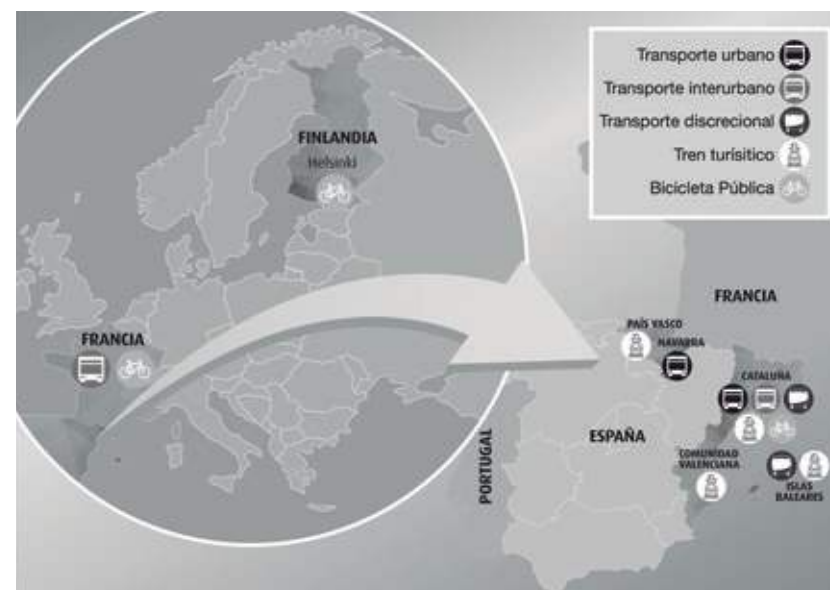 Transporte urbano
Transporte interurbano
Transporte discrecional
Tren turísitico
Bicicleta Pública
FINLANDIA
Helsinki
FRANCIA
FRANCIA
PAÍS VASCO
NAVARRA
CATALUÑA
ESPAÑA
PORTUGAL
COMUNIDAD
VALENCIANA
ISLAS
BALEARES